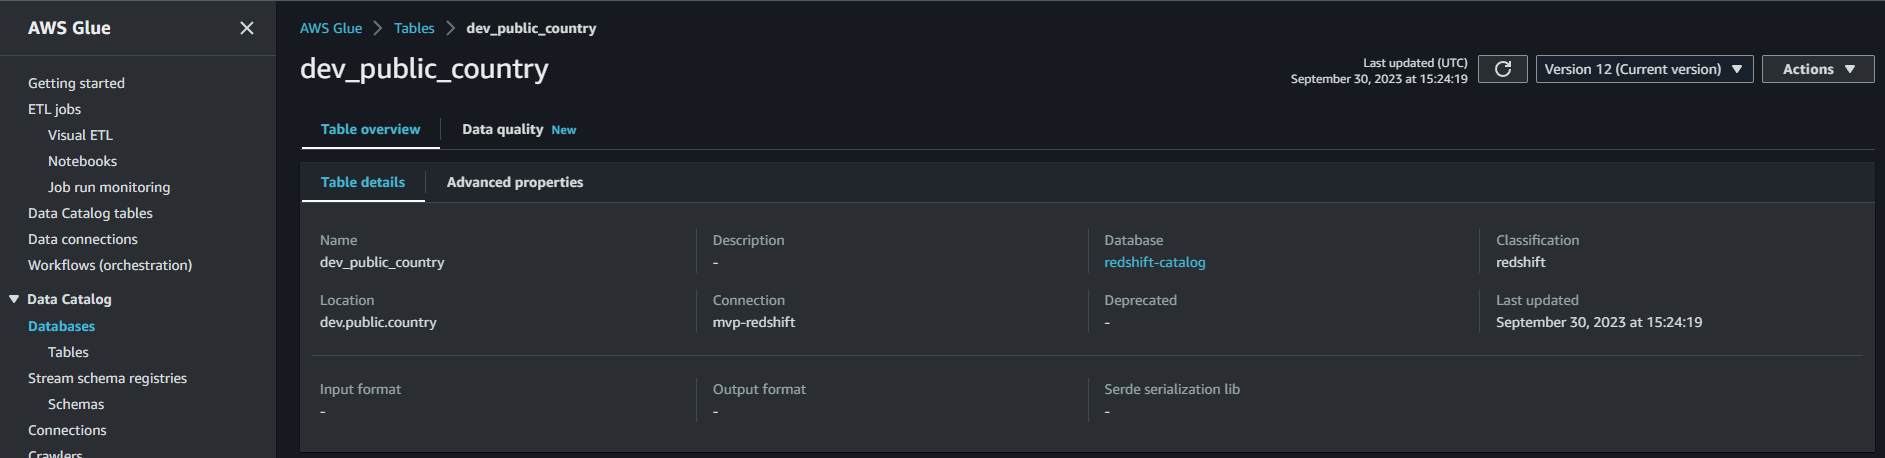 AWS Glue
Getting started
ETL jobs
Visual ETL
Notebooks
Job run monitoring
Data Catalog tables
Data connections
Workflows (orchestration)
Data Catalog
Databases
Tables
Stream schema registries
Schemas
Connections
Crawlers
AWS Glue > Tables > dev_public_country
dev_public_country
Last updated (UTC)
September 30, 2023 at 15:24:19
Version 12 (Current version)
Actions
Table overview
Data quality New
Table details
Advanced properties
Name
dev_public_country
Description
-
Database
redshift-catalog
Classification
redshift
Location
dev.public.country
Connection
mvp-redshift
Deprecated
-
Last updated
September 30, 2023 at 15:24:19
Input format
-
Output format
-
Serde serialization lib
-